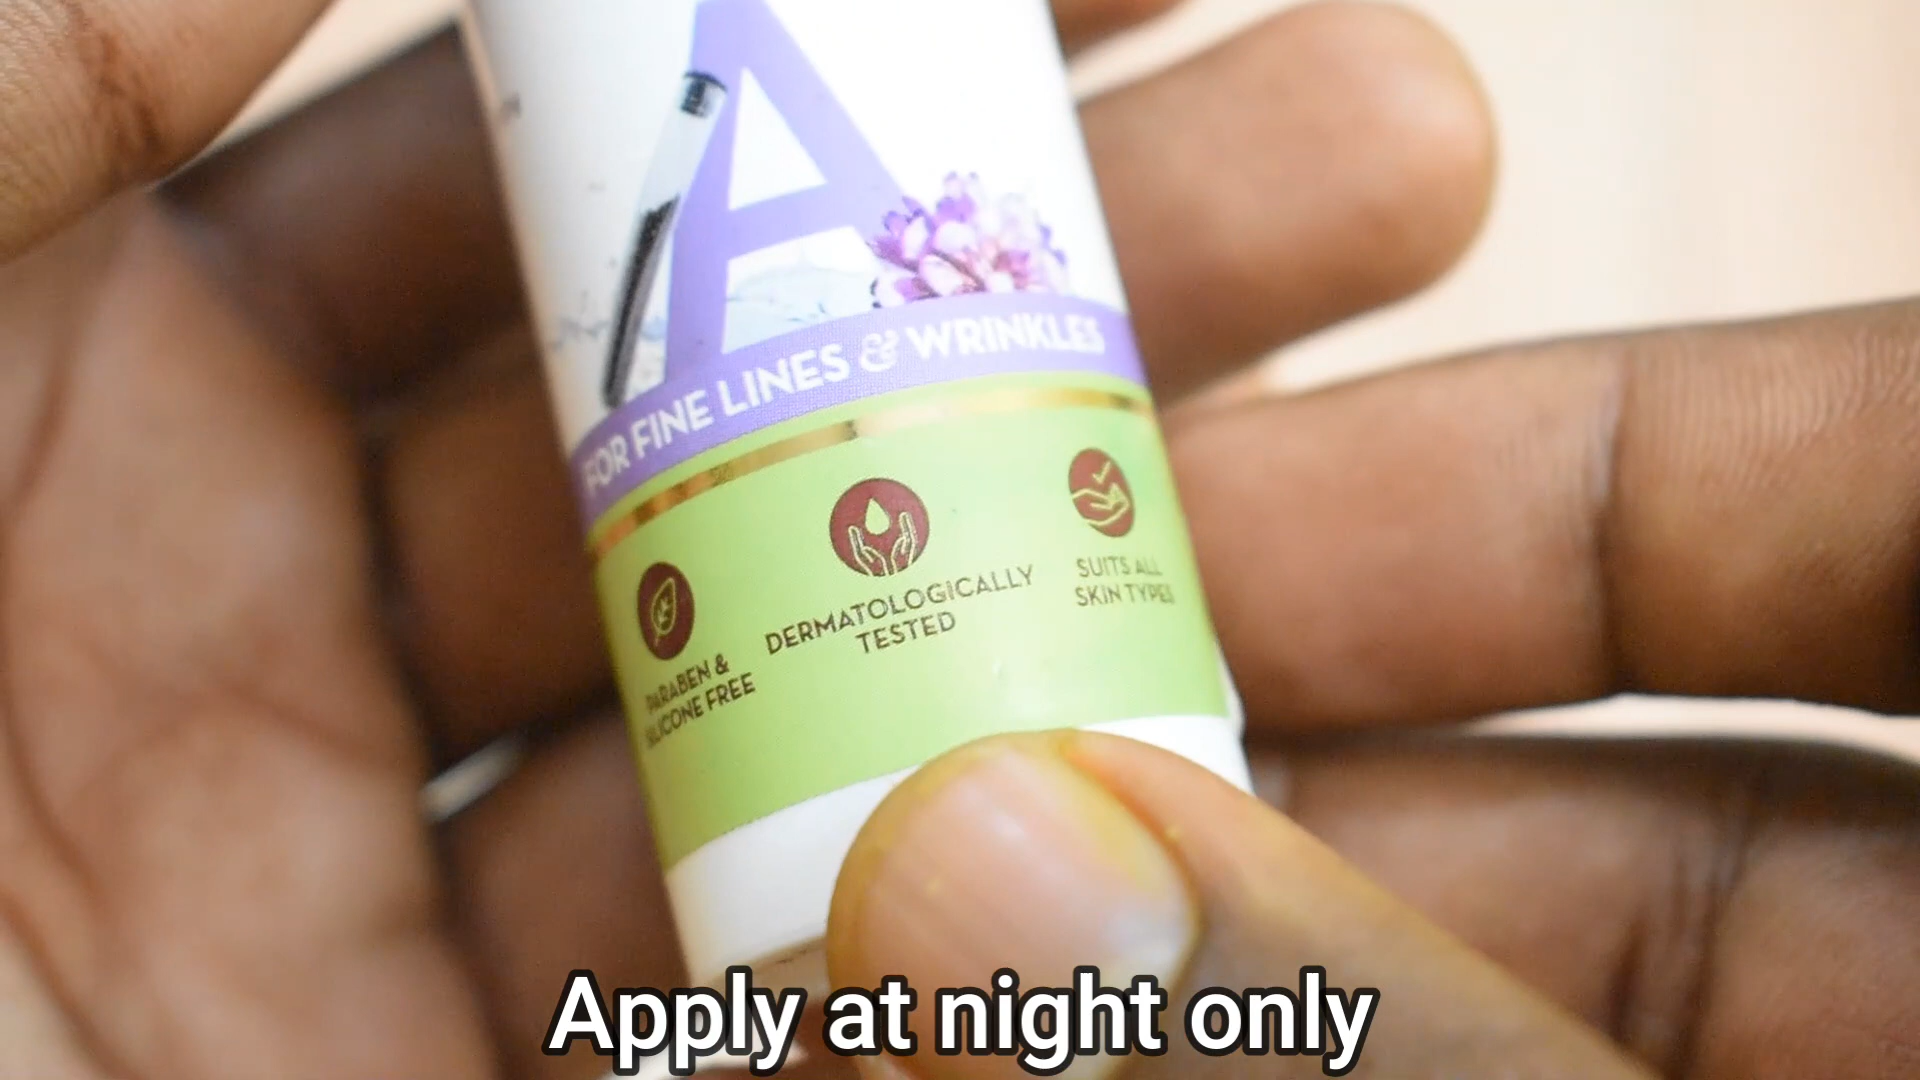 A
FOR FINE LINES & WRINKLES
PARABEN &
SILICONE FREE
DERMATOLOGICALLY
TESTED
SUITS ALL
SKIN TYPES
Apply at night only